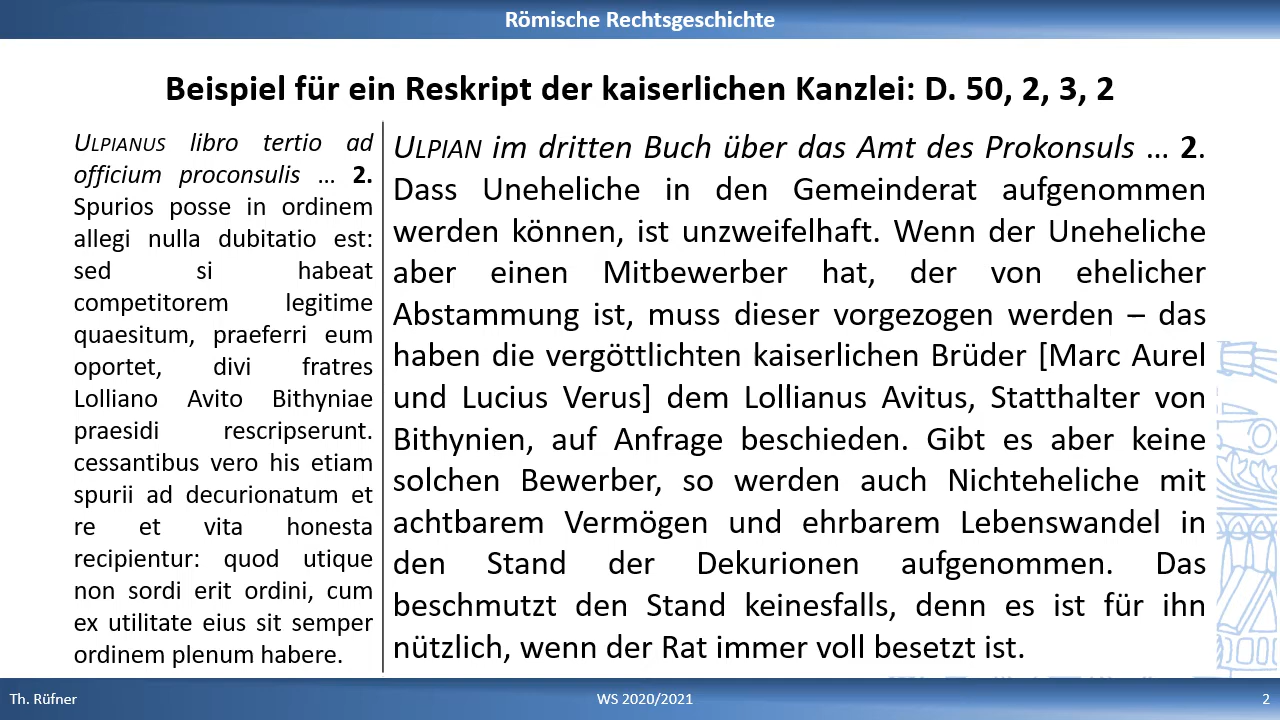 Römische Rechtsgeschichte
Beispiel für ein Reskript der kaiserlichen Kanzlei: D. 50, 2, 3, 2
ULPIANUS libro tertio ad
officium proconsulis … 2.
Spurios posse in ordinem
allegi nulla dubitatio est:
sed si habeat
competitorem legitime
quaesitum, praeferri eum
oportet, divi fratres
Lolliano Avito Bithyniae
praesidi rescripserunt.
cessantibus vero his etiam
spurii ad decurionatum et
re et vita honesta
recipientur: quod utique
non sordi erit ordini, cum
ex utilitate eius sit semper
ordinem plenum habere.
ULPIAN im dritten Buch über das Amt des Prokonsuls … 2.
Dass Uneheliche in den Gemeinderat aufgenommen
werden können, ist unzweifelhaft. Wenn der Uneheliche
aber einen Mitbewerber hat, der von ehelicher
Abstammung ist, muss dieser vorgezogen werden – das
haben die vergöttlichten kaiserlichen Brüder [Marc Aurel
und Lucius Verus] dem Lollianus Avitus, Statthalter von
Bithynien, auf Anfrage beschieden. Gibt es aber keine
solchen Bewerber, so werden auch Nichteheliche mit
achtbarem Vermögen und ehrbarem Lebenswandel in
den Stand der Dekurionen aufgenommen. Das
beschmutzt den Stand keinesfalls, denn es ist für ihn
nützlich, wenn der Rat immer voll besetzt ist.
Th. Rüfner
WS 2020/2021
2